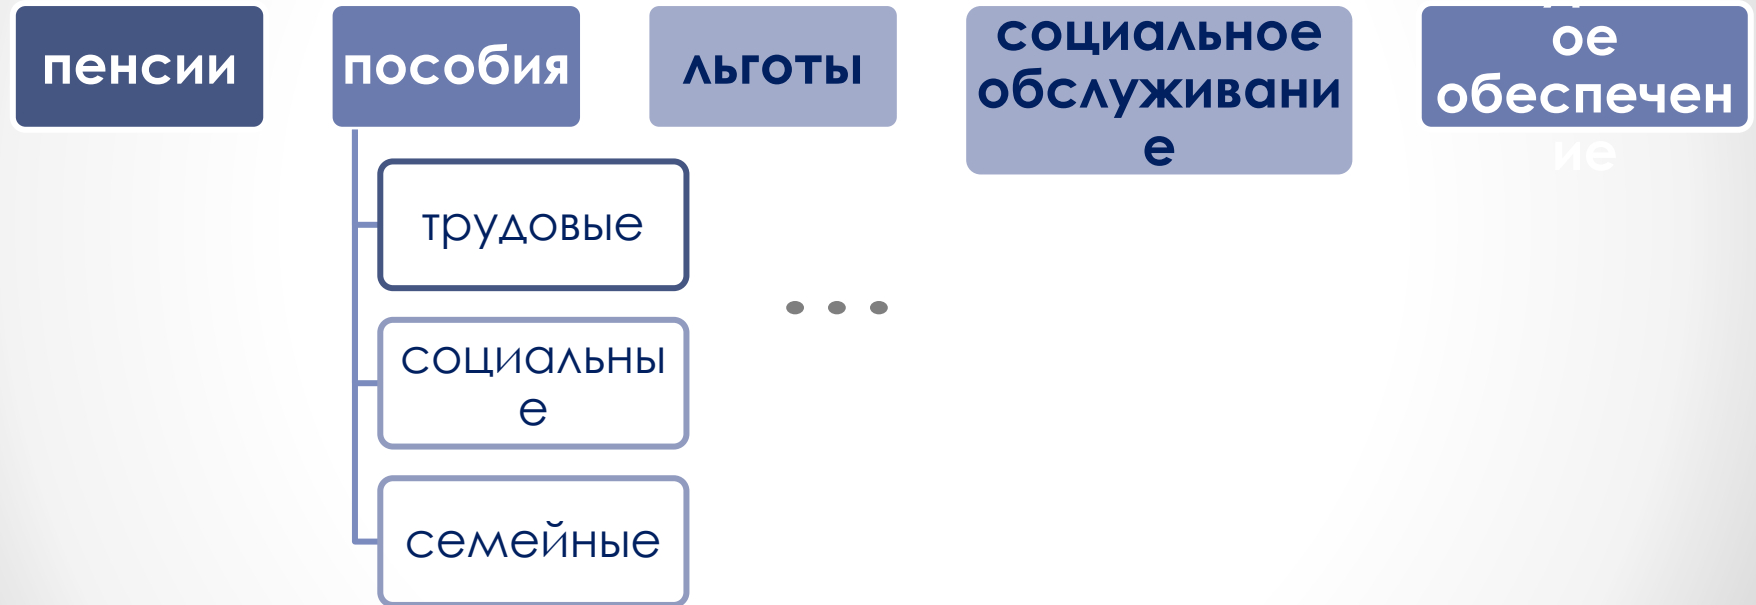 пенсии
пособия
льготы
социальное
обслуживани
е
ое
обеспечен
ие
трудовые
социальны
е
семейные